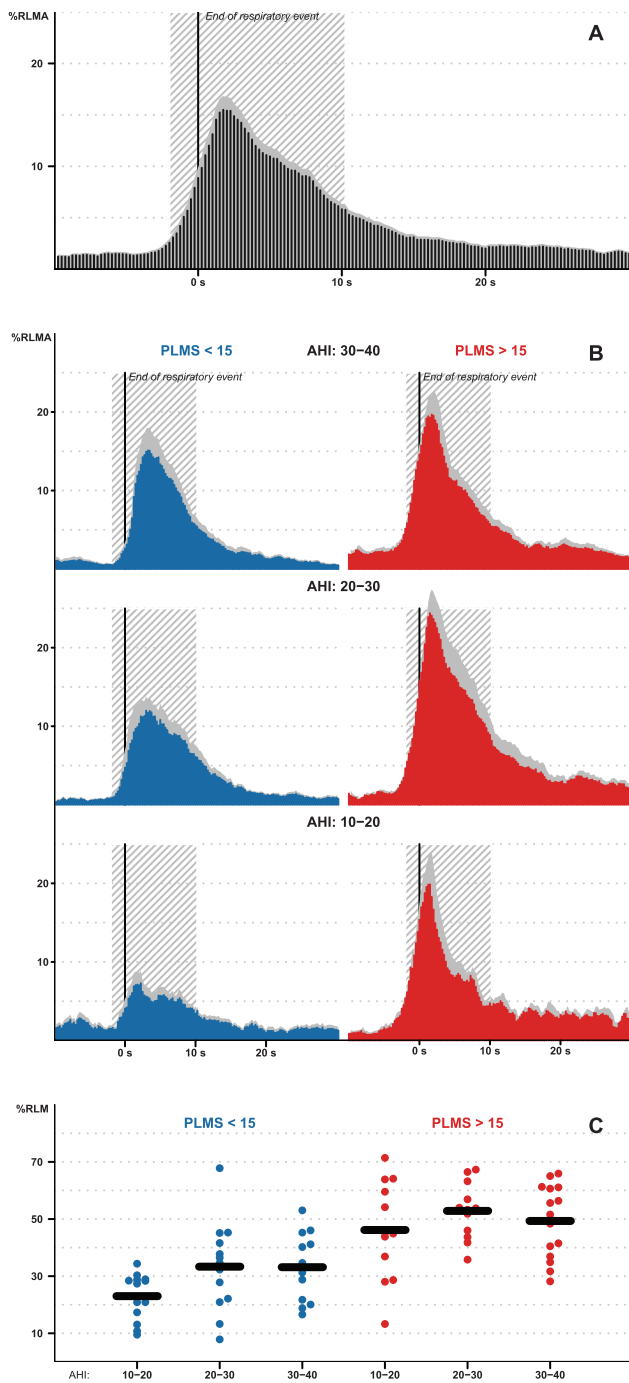 %RLMA
End of respiratory event
A
20
10
0 s 10 s 20 s
%RLMA
PLMS < 15 AHI: 30−40 PLMS > 15 B
End of respiratory event End of respiratory event
20
10
AHI: 20−30
20
10
AHI: 10−20
20
10
0 s 10 s 20 s 0 s 10 s 20 s
%RLM
PLMS < 15 PLMS > 15 C
70
50
30
10
AHI: 10−20 20−30 30−40 10−20 20−30 30−40